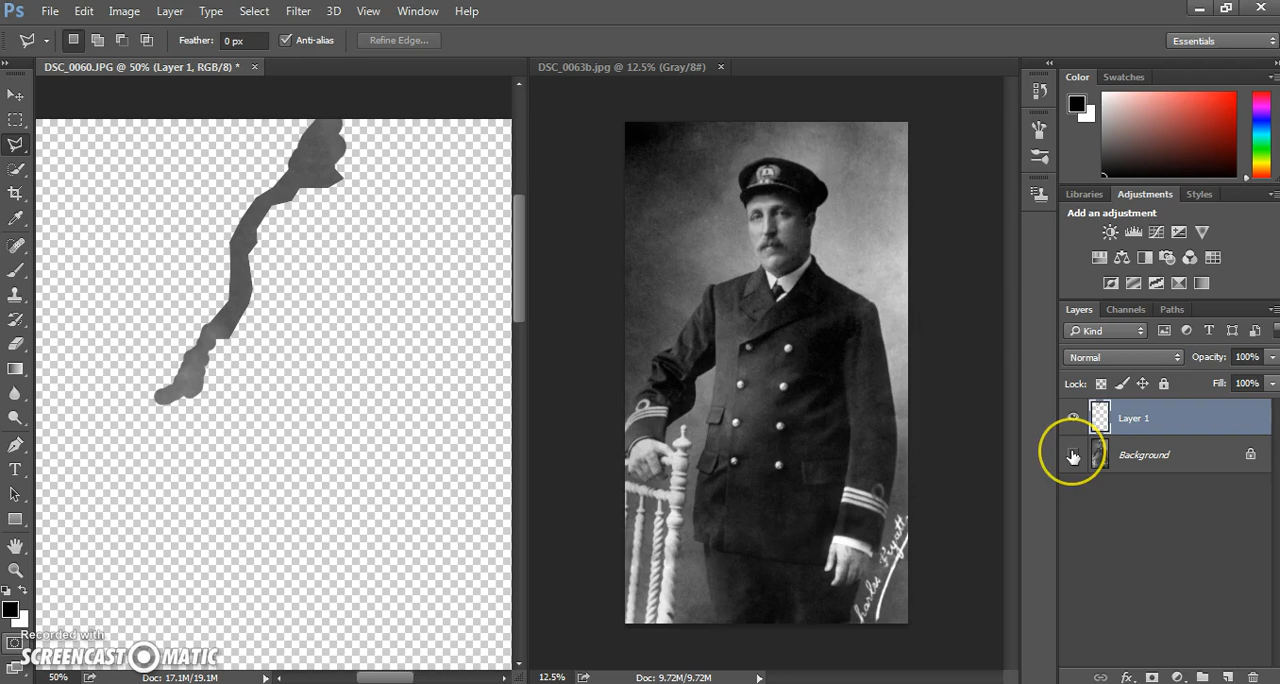 Ps File Edit Image Layer Type Select Filter 3D View Window Help
Feather: 0 px Anti-alias Refine Edge... Essentials
DSC_0060.JPG @ 50% (Layer 1, RGB/8) * × DSC_0063b.jpg @ 12.5% (Gray/8#) ×
Color Swatches
Libraries Adjustments Styles
Add an adjustment
Layers Channels Paths
Kind
Normal Opacity: 100%
Lock: Fill: 100%
Layer 1
Background
Charles Fryatt
Recorded with
SCREENCAST-O-MATIC
50% Doc: 17.1M/19.1M 12.5% Doc: 9.72M/9.72M